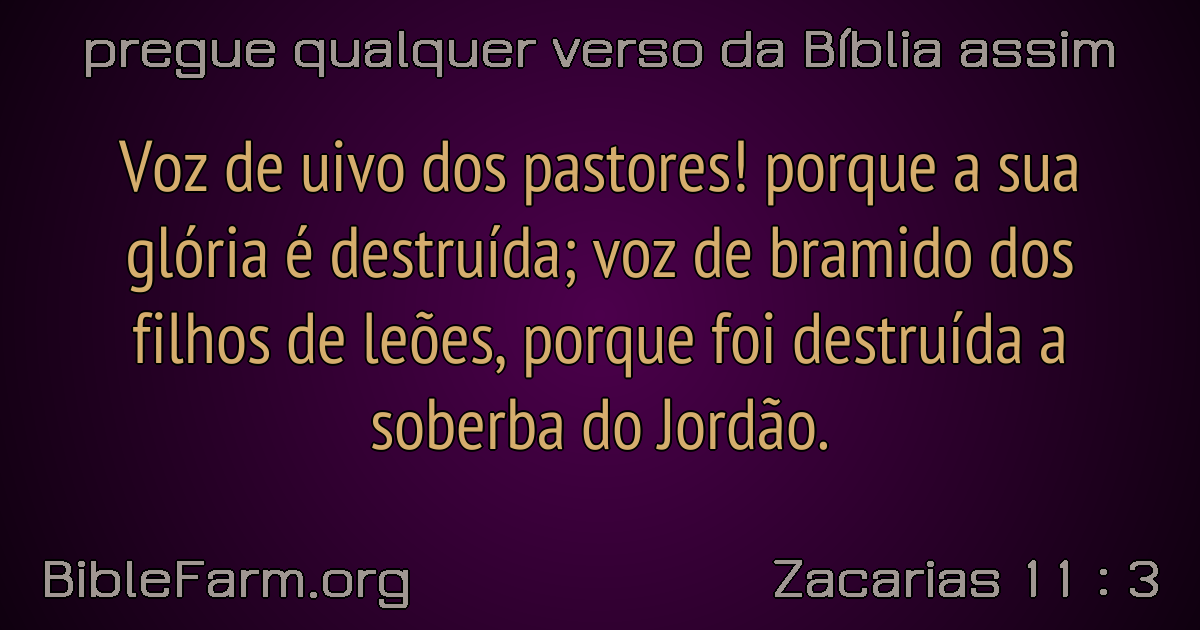 pregue qualquer verso da Bíblia assim
Voz de uivo dos pastores! porque a sua
glória é destruída; voz de bramido dos
filhos de leões, porque foi destruída a
soberba do Jordão.
BibleFarm.org
Zacarias 11 : 3